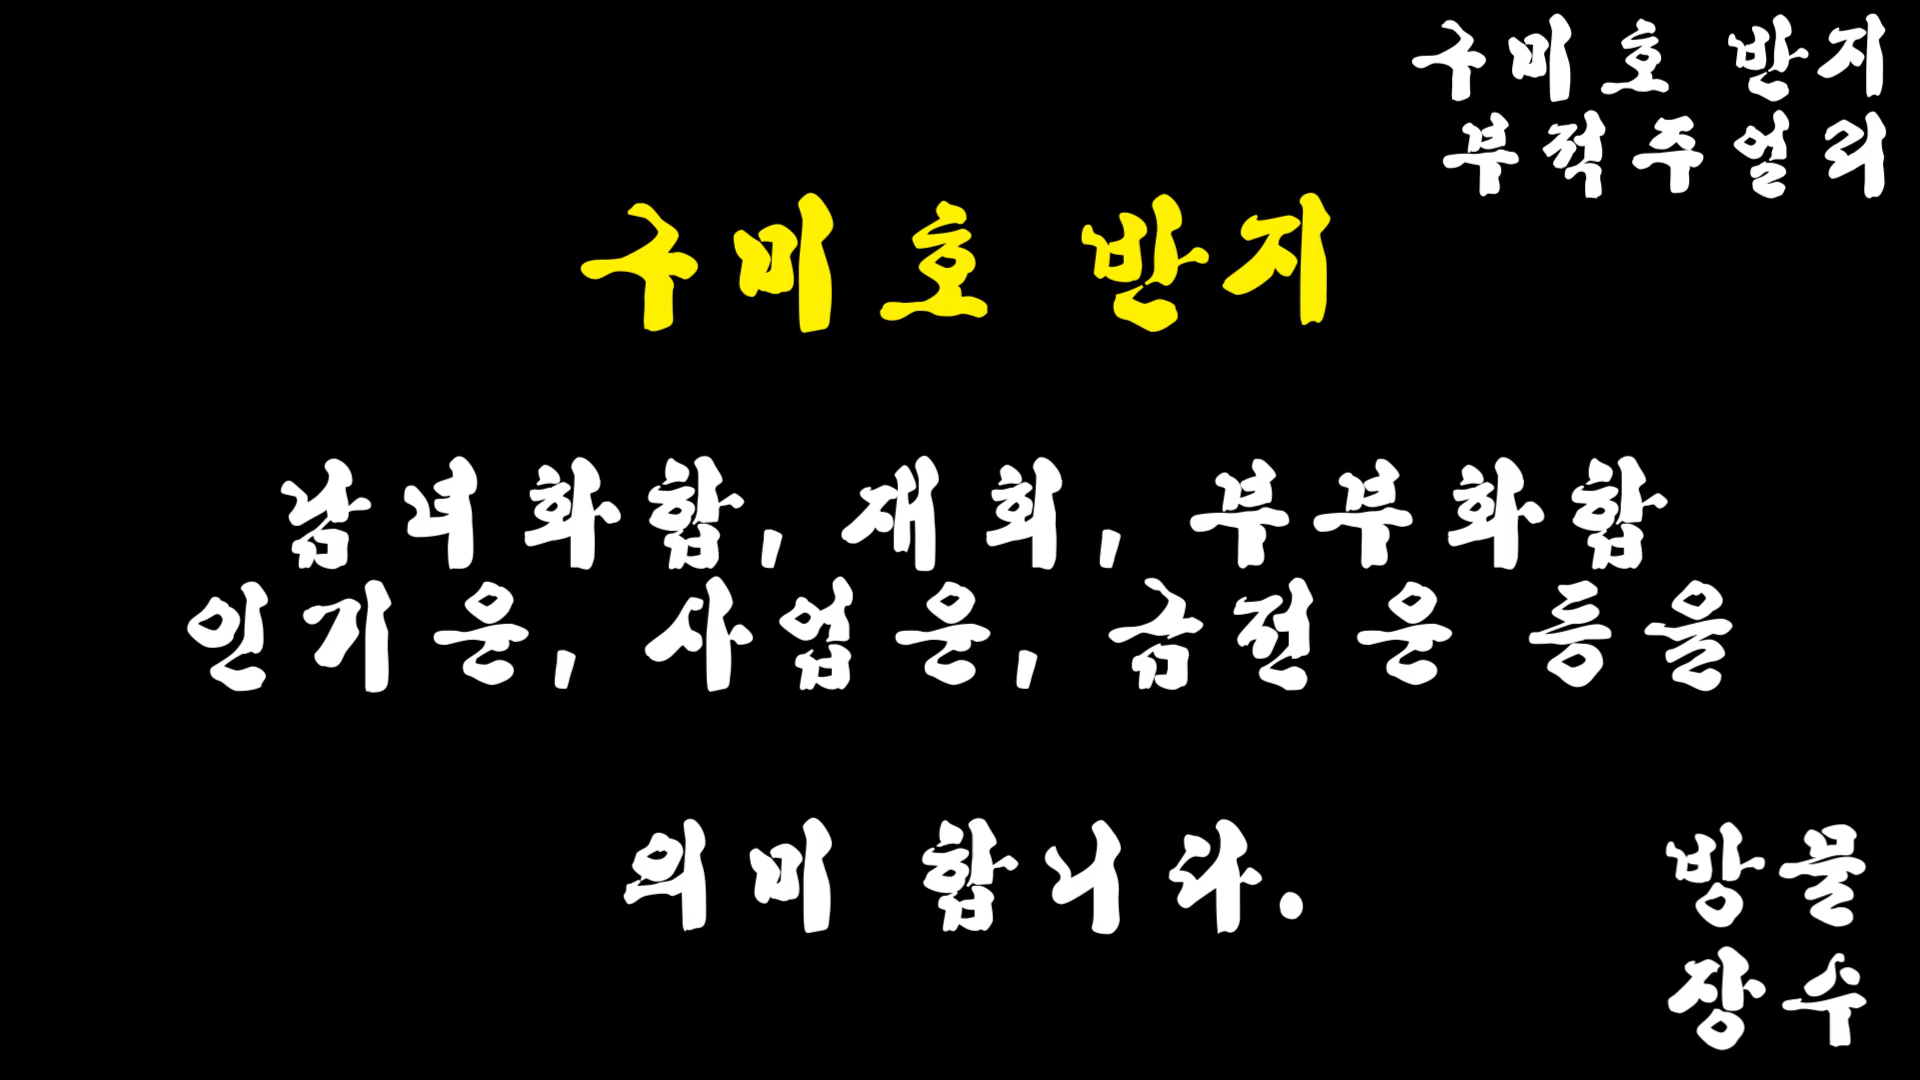 구미호 반지
부적주얼리
구미호 반지
남녀화합, 재회, 부부화합
인기운, 사업운, 금전운 등을
의미 합니다.
방물
장수